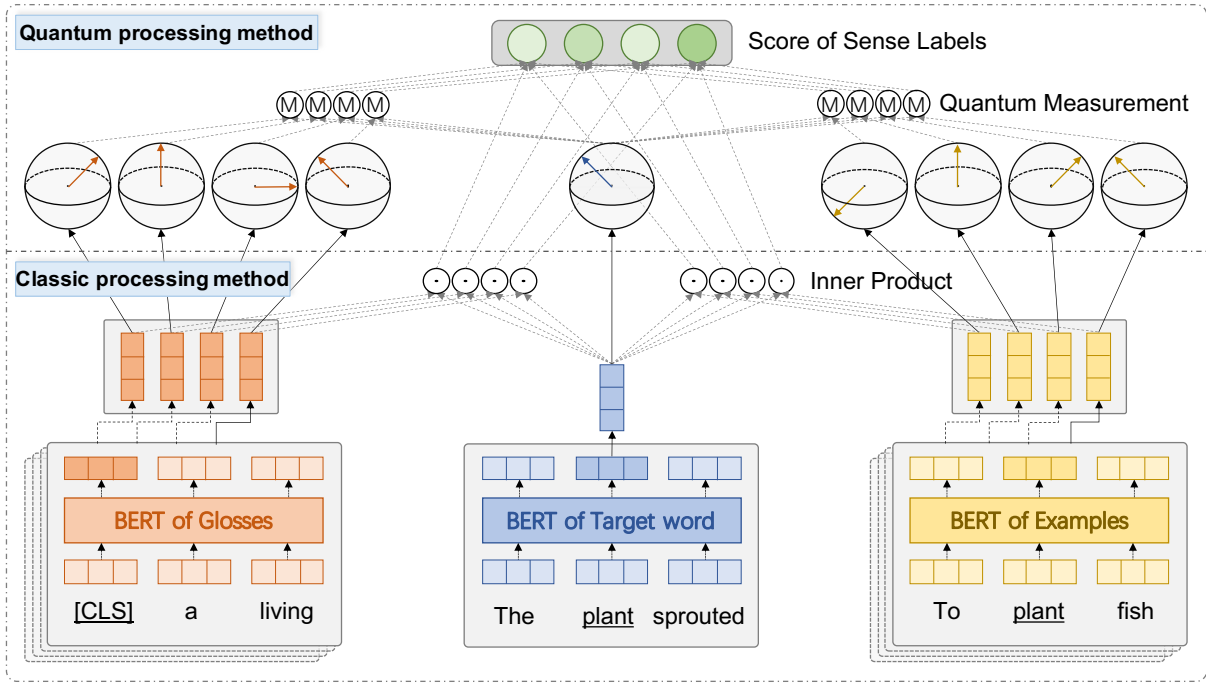 Quantum processing method
Score of Sense Labels
M M M M
M M M M
Quantum Measurement
Classic processing method
Inner Product
BERT of Glosses
BERT of Target word
BERT of Examples
[CLS] a living
The plant sprouted
To plant fish